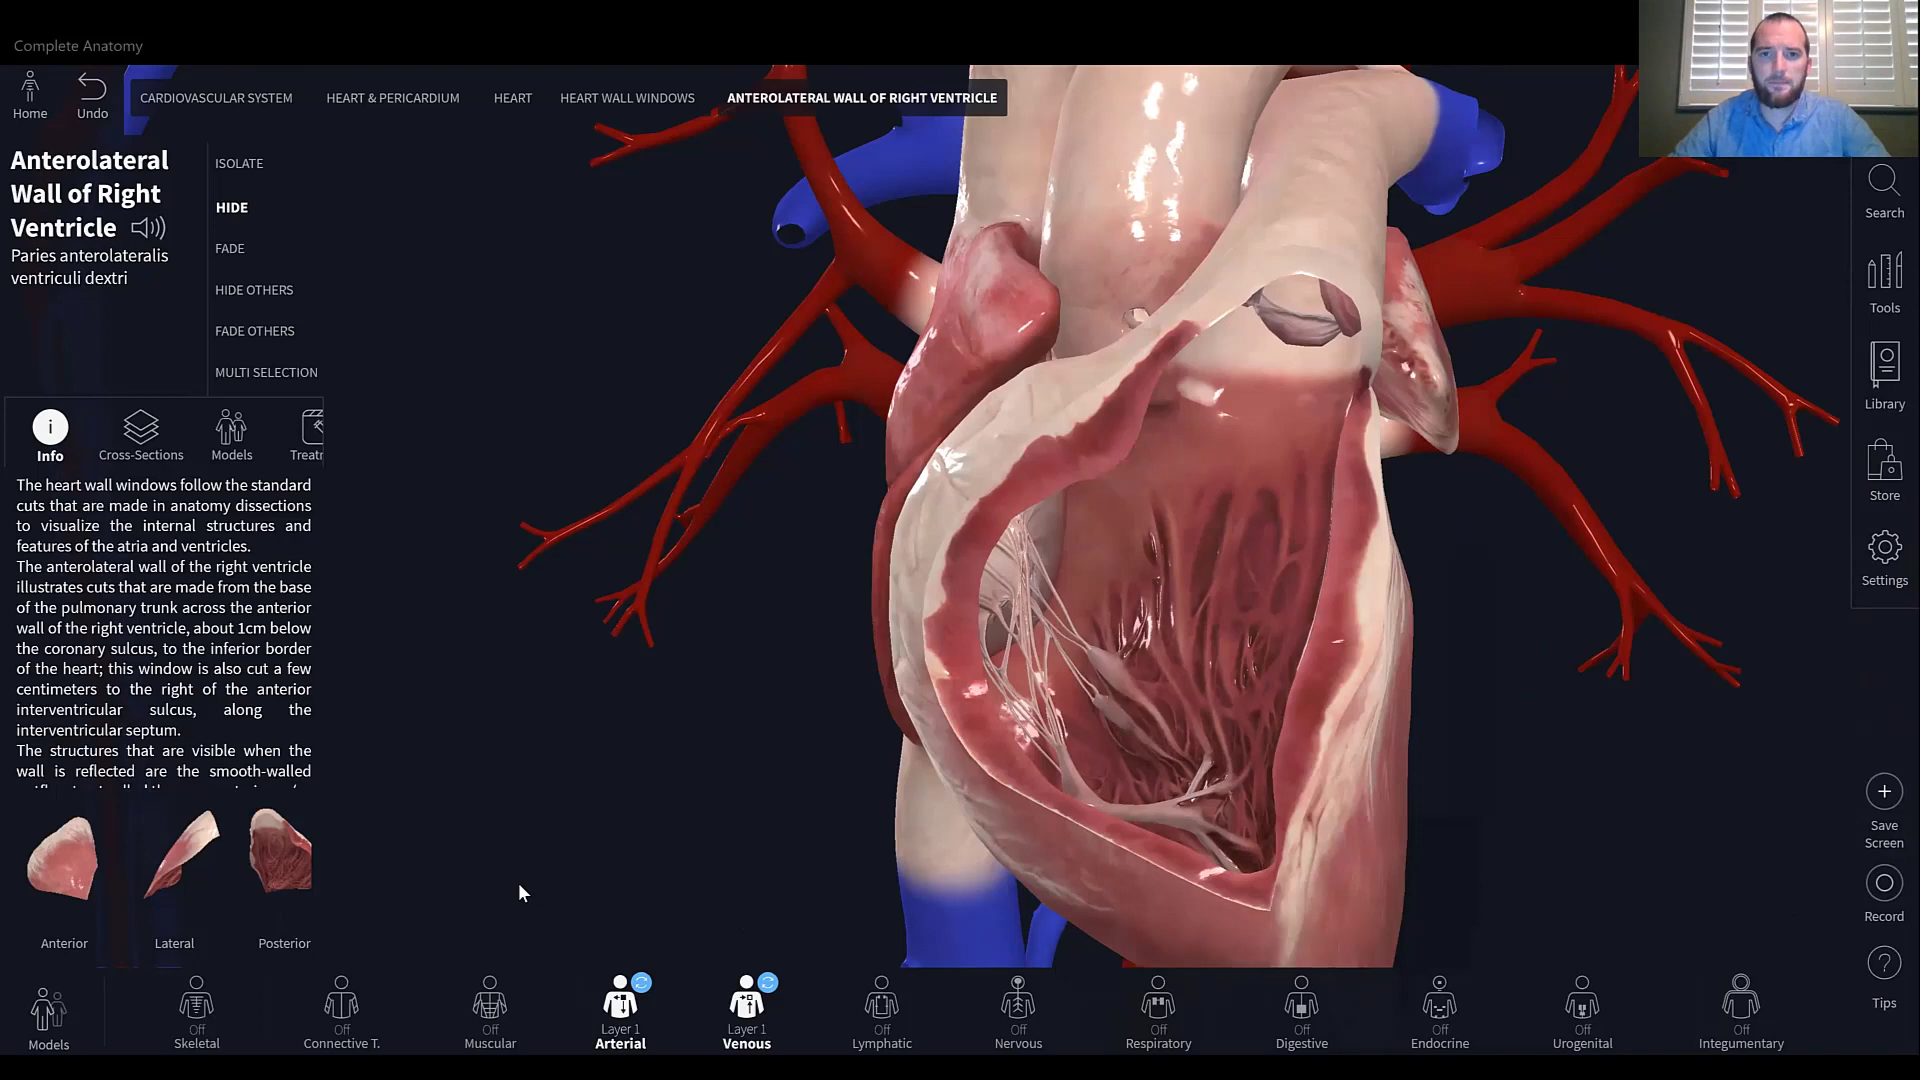 Complete Anatomy
Home
Undo
CARDIOVASCULAR SYSTEM
HEART & PERICARDIUM
HEART
HEART WALL WINDOWS
ANTEROLATERAL WALL OF RIGHT VENTRICLE
Anterolateral
Wall of Right
Ventricle
Paries anterolateralis
ventriculi dextri
ISOLATE
HIDE
FADE
HIDE OTHERS
FADE OTHERS
MULTI SELECTION
Info
Cross-Sections
Models
Treatr
The heart wall windows follow the standard
cuts that are made in anatomy dissections
to visualize the internal structures and
features of the atria and ventricles.
The anterolateral wall of the right ventricle
illustrates cuts that are made from the base
of the pulmonary trunk across the anterior
wall of the right ventricle, about 1cm below
the coronary sulcus, to the inferior border
of the heart; this window is also cut a few
centimeters to the right of the anterior
interventricular sulcus, along the
interventricular septum.
The structures that are visible when the
wall is reflected are the smooth-walled
Anterior
Lateral
Posterior
Search
Tools
Library
Store
Settings
Save
Screen
Record
Tips
Models
Off
Skeletal
Off
Connective T.
Off
Muscular
Layer 1
Arterial
Layer 1
Venous
Off
Lymphatic
Off
Nervous
Off
Respiratory
Off
Digestive
Off
Endocrine
Off
Urogenital
Off
Integumentary